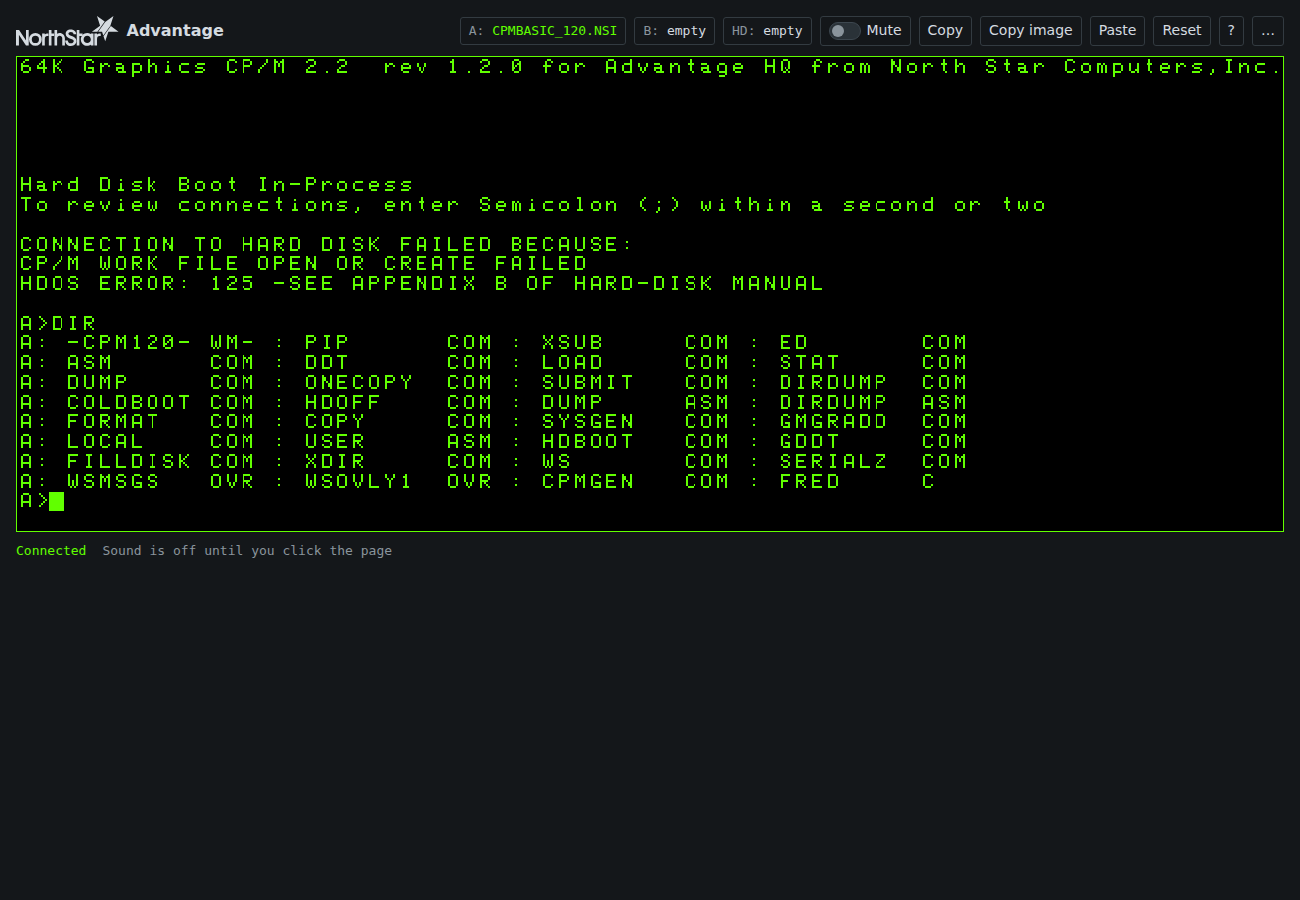 NorthStar Advantage A: CPMBASIC_120.NSI B: empty HD: empty Mute Copy Copy image Paste Reset ? ...
64K Graphics CP/M 2.2  rev 1.2.0 for Advantage HQ from North Star Computers,Inc.
Hard Disk Boot In-Process
To review connections, enter Semicolon (;) within a second or two
CONNECTION TO HARD DISK FAILED BECAUSE:
CP/M WORK FILE OPEN OR CREATE FAILED
HDOS ERROR: 125 -SEE APPENDIX B OF HARD-DISK MANUAL
A>DIR
A: -CPM120- WM- : PIP      COM : XSUB     COM : ED       COM
A: ASM      COM : DDT      COM : LOAD     COM : STAT     COM
A: DUMP     COM : ONECOPY  COM : SUBMIT   COM : DIRDUMP  COM
A: COLDBOOT COM : HDOFF    COM : DUMP     ASM : DIRDUMP  ASM
A: FORMAT   COM : COPY     COM : SYSGEN   COM : GMGRADD  COM
A: LOCAL    COM : USER     ASM : HDBOOT   COM : GDDT     COM
A: FILLDISK COM : XDIR     COM : WS       COM : SERIALZ  COM
A: WSMSGS   OVR : WSOVLY1  OVR : CPMGEN   COM : FRED     C
A>
Connected Sound is off until you click the page